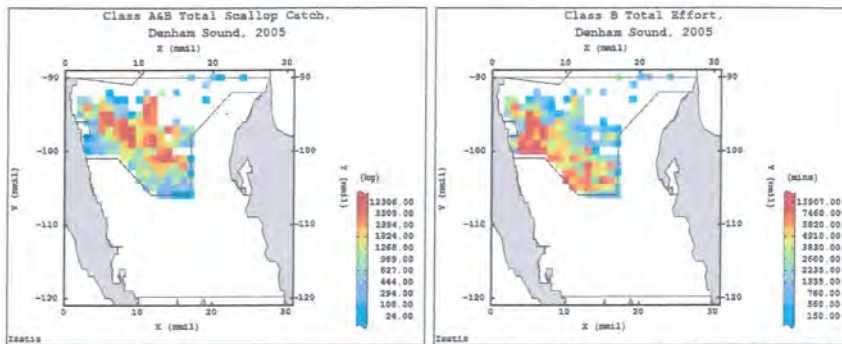 Class A&B Total Scallop Catch,
Denham Sound, 2005
X (nmil)
0 10 20 30
-90 -90
-100 -100
-110 -110
-120 -120
Y (nmil)
Y (nmil)
(kg)
12308.00
3309.00
2254.00
1624.00
1268.00
969.00
627.00
444.00
294.00
108.00
24.00
0 10 20 30
X (nmil)
Isatis
Class B Total Effort,
Denham Sound, 2005
X (nmil)
0 10 20 30
-90 -90
-100 -100
-110 -110
-120 -120
Y (nmil)
Y (nmil)
(mins)
13907.00
7460.00
5820.00
4910.00
3830.00
2600.00
2235.00
1335.00
760.00
360.00
150.00
0 10 20 30
X (nmil)
Isatis